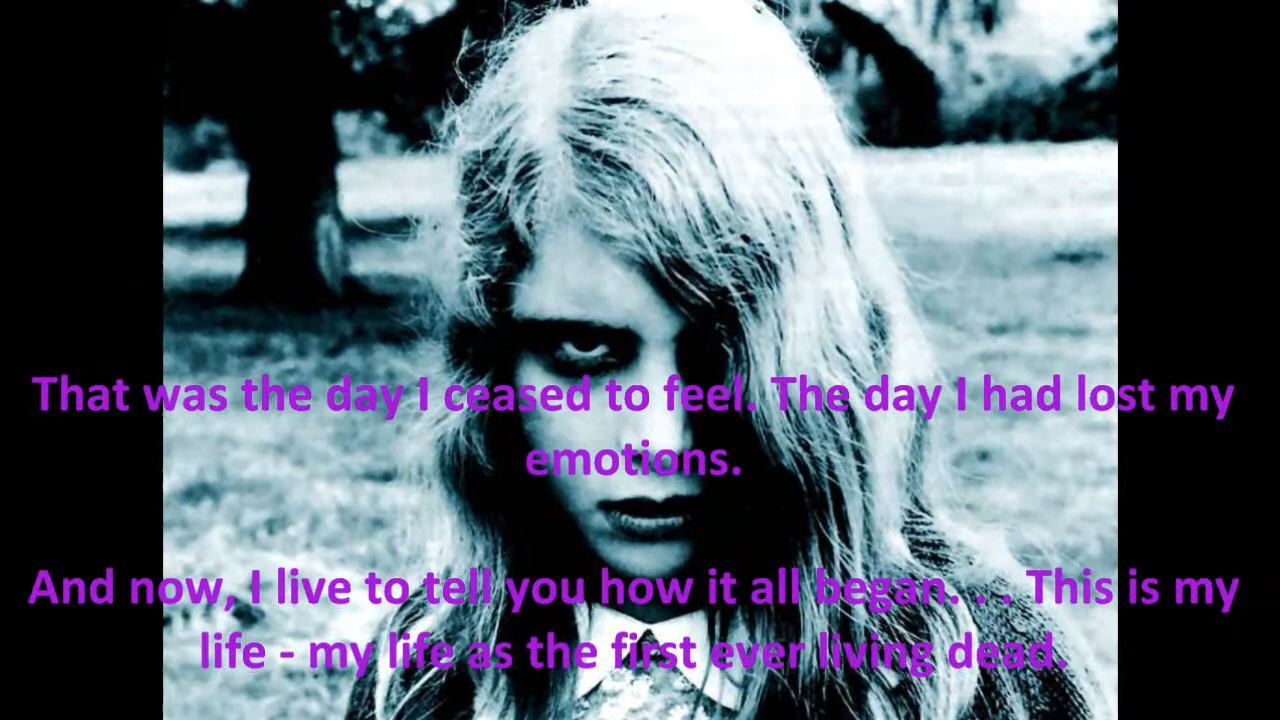 That was the day I ceased to feel. The day I had lost my
emotions.
And now, I live to tell you how it all began. . . This is my
life - my life as the first ever living dead.